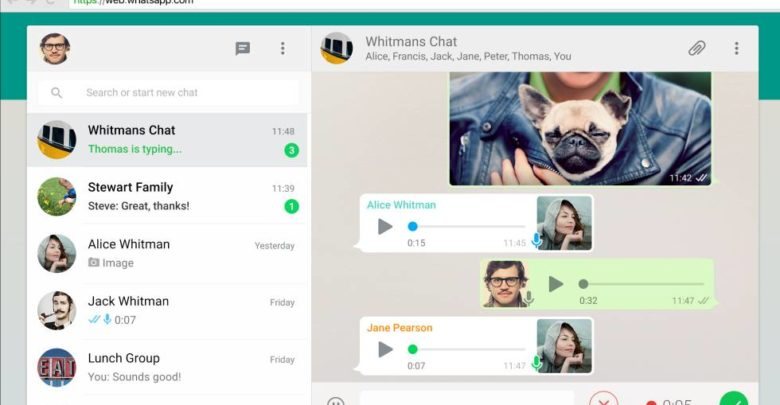 https://web.whatsapp.com
Whitmans Chat
Alice, Francis, Jack, Jane, Peter, Thomas, You
Search or start new chat
Whitmans Chat
11:48
Thomas is typing...
3
Stewart Family
11:39
Steve: Great, thanks!
1
Alice Whitman
Yesterday
Image
Jack Whitman
Friday
0:07
Lunch Group
Friday
You: Sounds good!
EAT
11:42
Alice Whitman
0:15
11:45
0:32
11:47
Jane Pearson
0:07
11:47
0:05